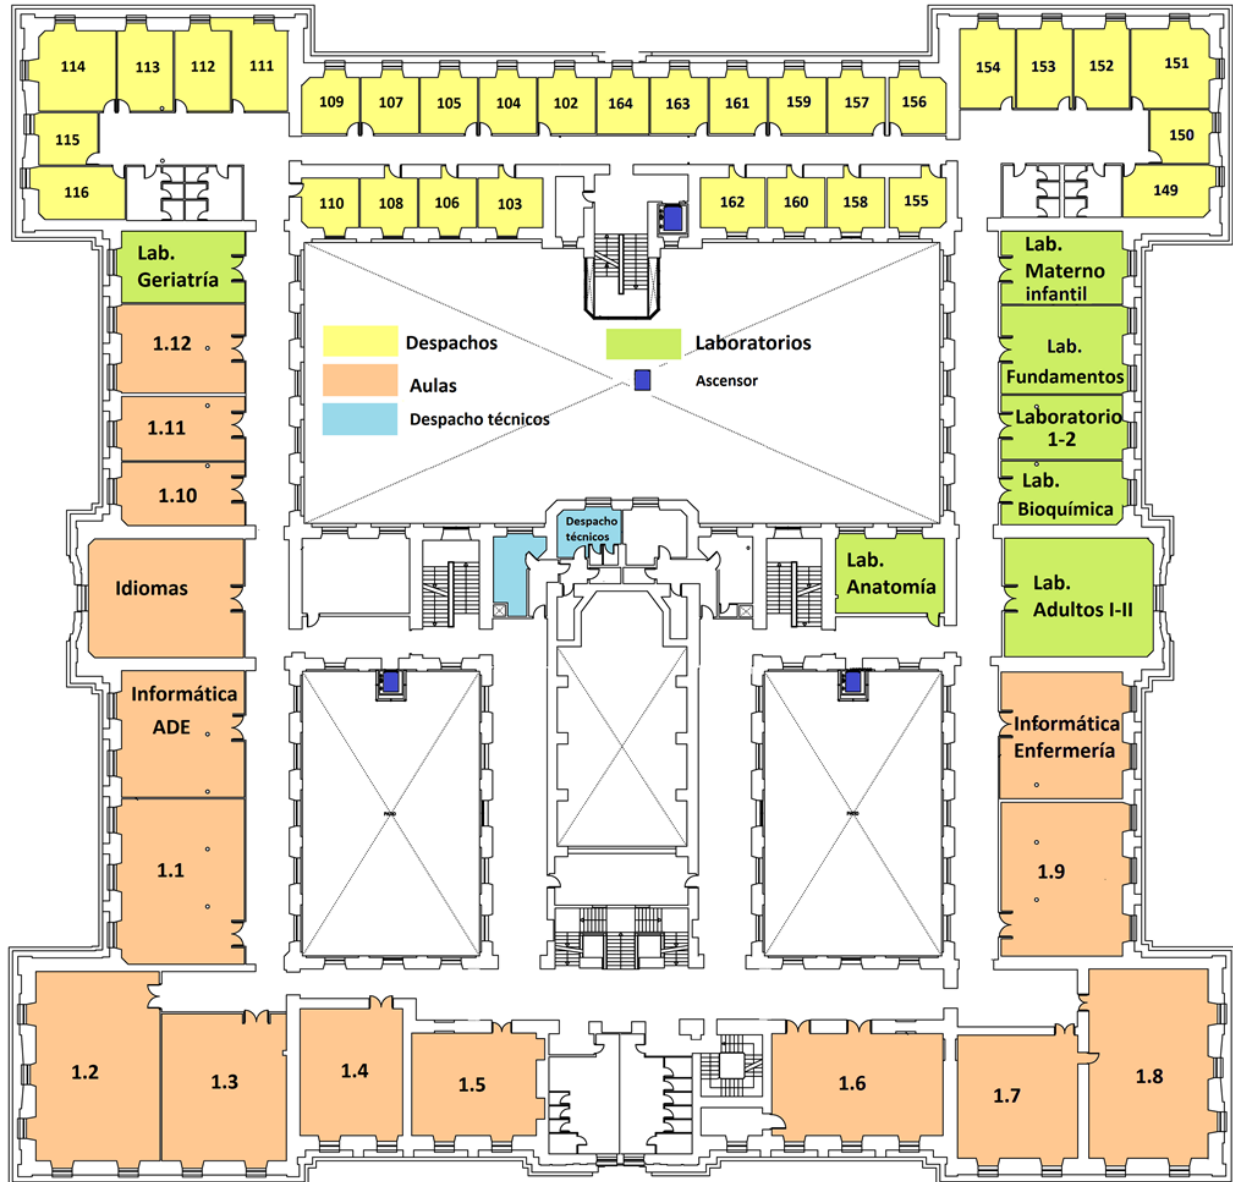 114
113
112
111
109
107
105
104
102
164
163
161
159
157
156
154
153
152
151
115
150
116
149
110
108
106
103
162
160
158
155
Lab.
Geriatría
Lab.
Materno
infantil
1.12
Despachos
Laboratorios
Lab.
Fundamentos
Aulas
Ascensor
1.11
Despacho técnicos
Laboratorio
1-2
1.10
Lab.
Bioquímica
Despacho
técnicos
Idiomas
Lab.
Anatomía
Lab.
Adultos I-II
Informática
ADE
Informática
Enfermería
PATIO
PATIO
1.1
1.9
1.2
1.3
1.4
1.5
1.6
1.7
1.8